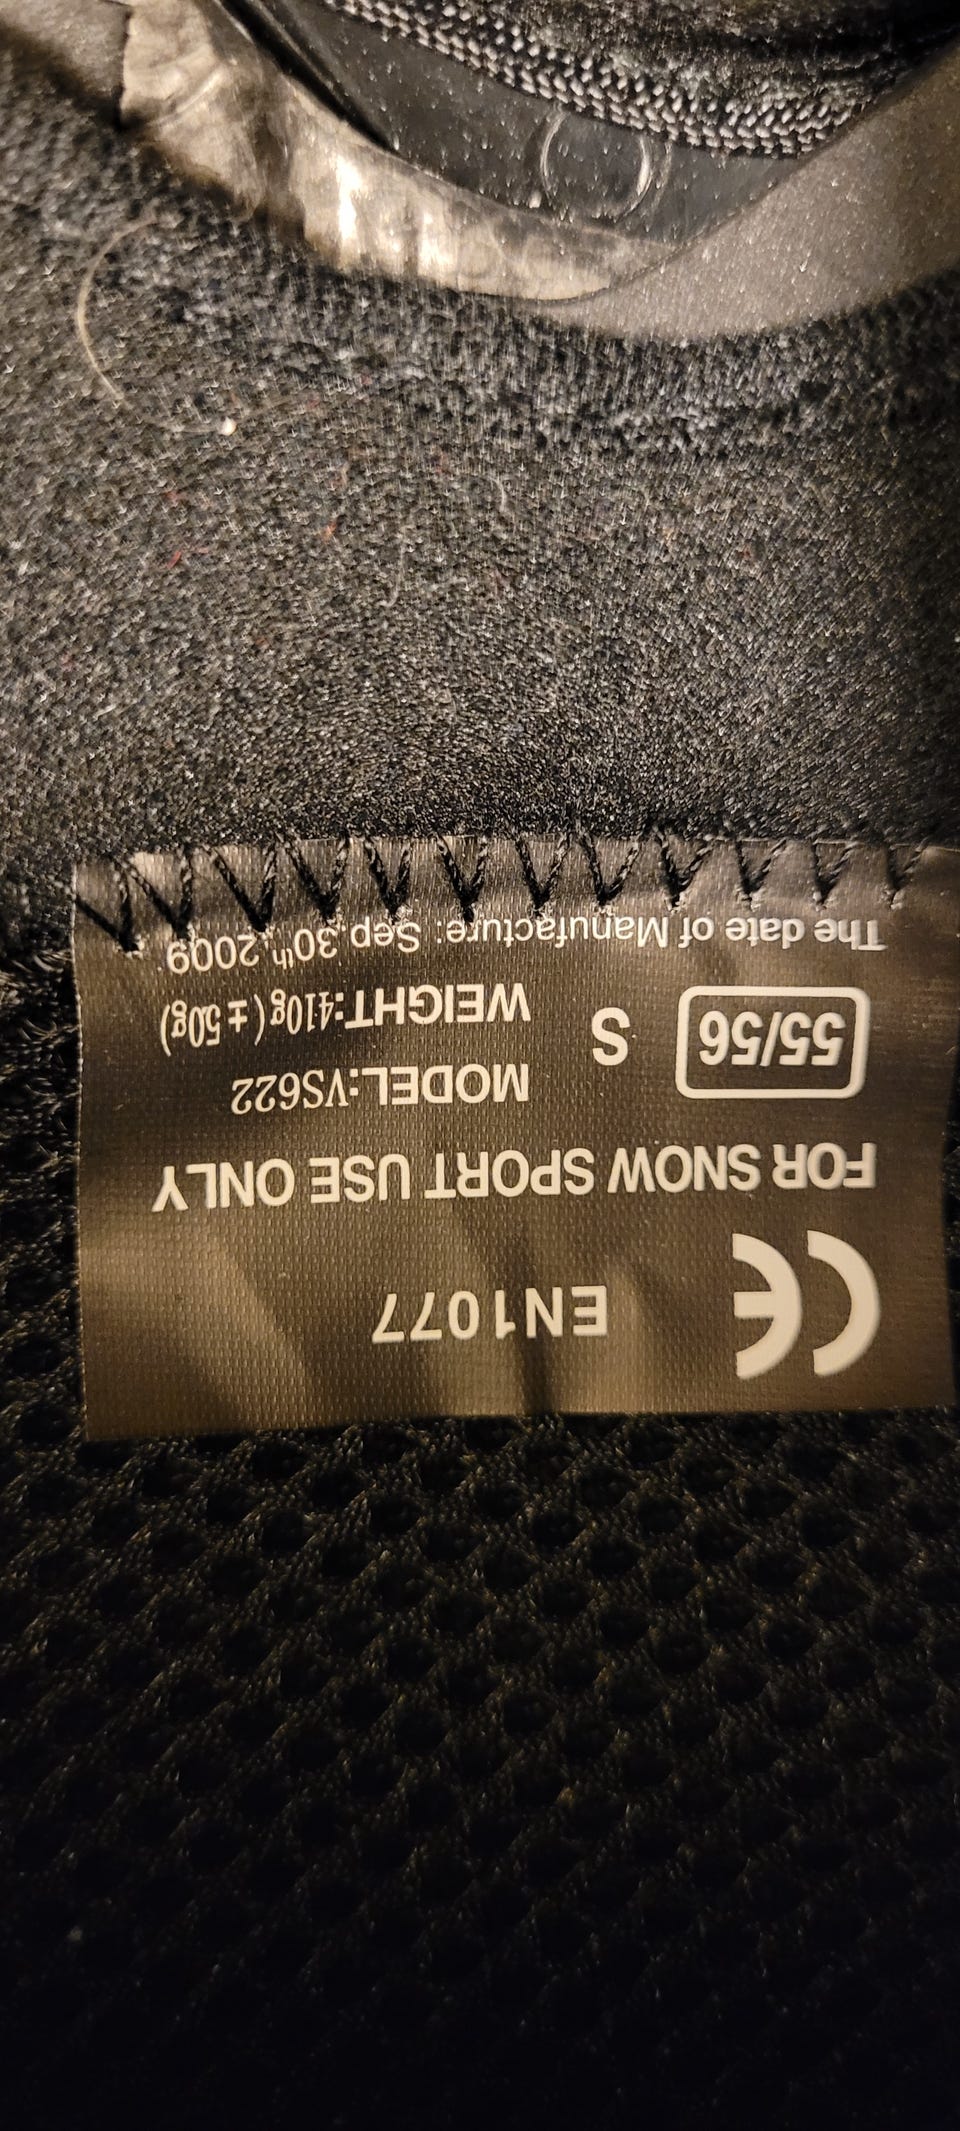 CE EN1077
FOR SNOW SPORT USE ONLY
55/56 S MODEL:VS622
WEIGHT:410g(±50g)
The date of Manufacture: Sep.30th,2009